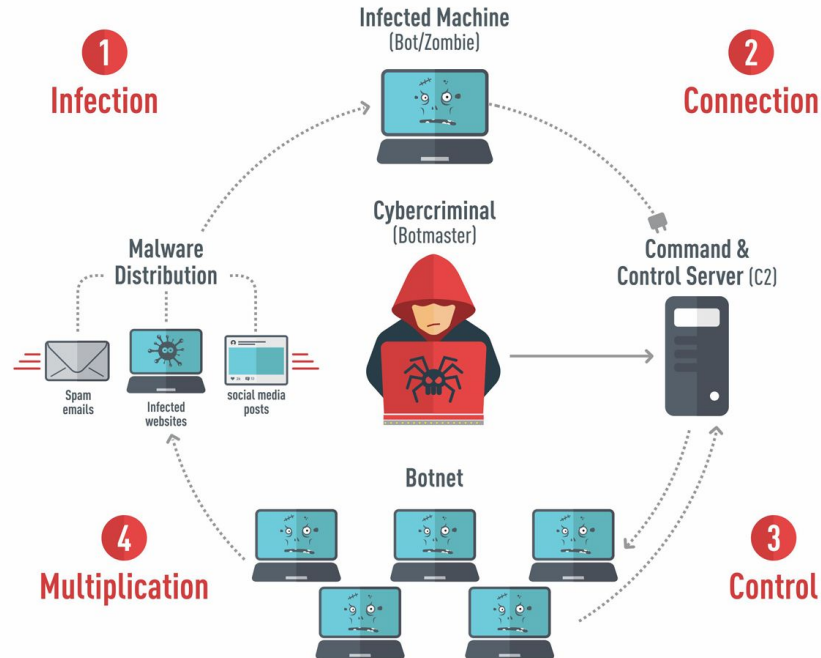 1
Infection
Infected Machine
(Bot/Zombie)
2
Connection
Malware
Distribution
Spam
emails
Infected
websites
social media
posts
Cybercriminal
(Botmaster)
Command &
Control Server (C2)
Botnet
4
Multiplication
3
Control